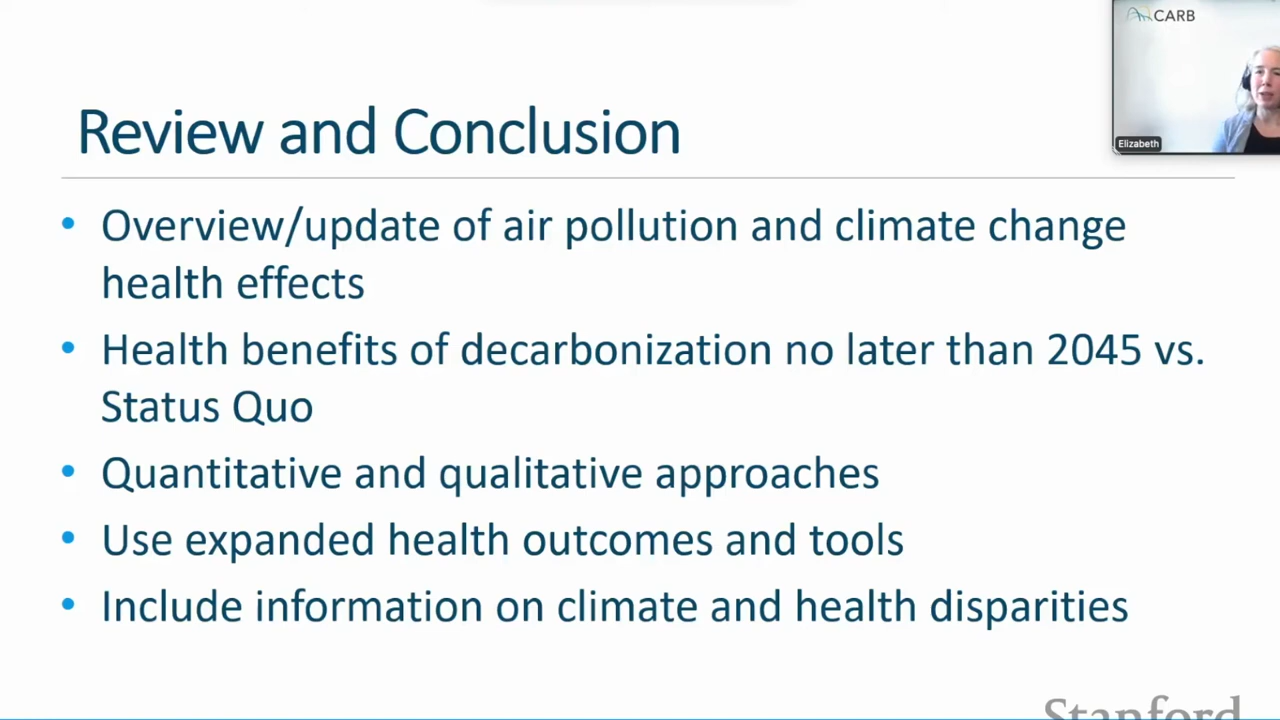 CARB
Elizabeth
Review and Conclusion
• Overview/update of air pollution and climate change
health effects
• Health benefits of decarbonization no later than 2045 vs.
Status Quo
• Quantitative and qualitative approaches
• Use expanded health outcomes and tools
• Include information on climate and health disparities
Stanford